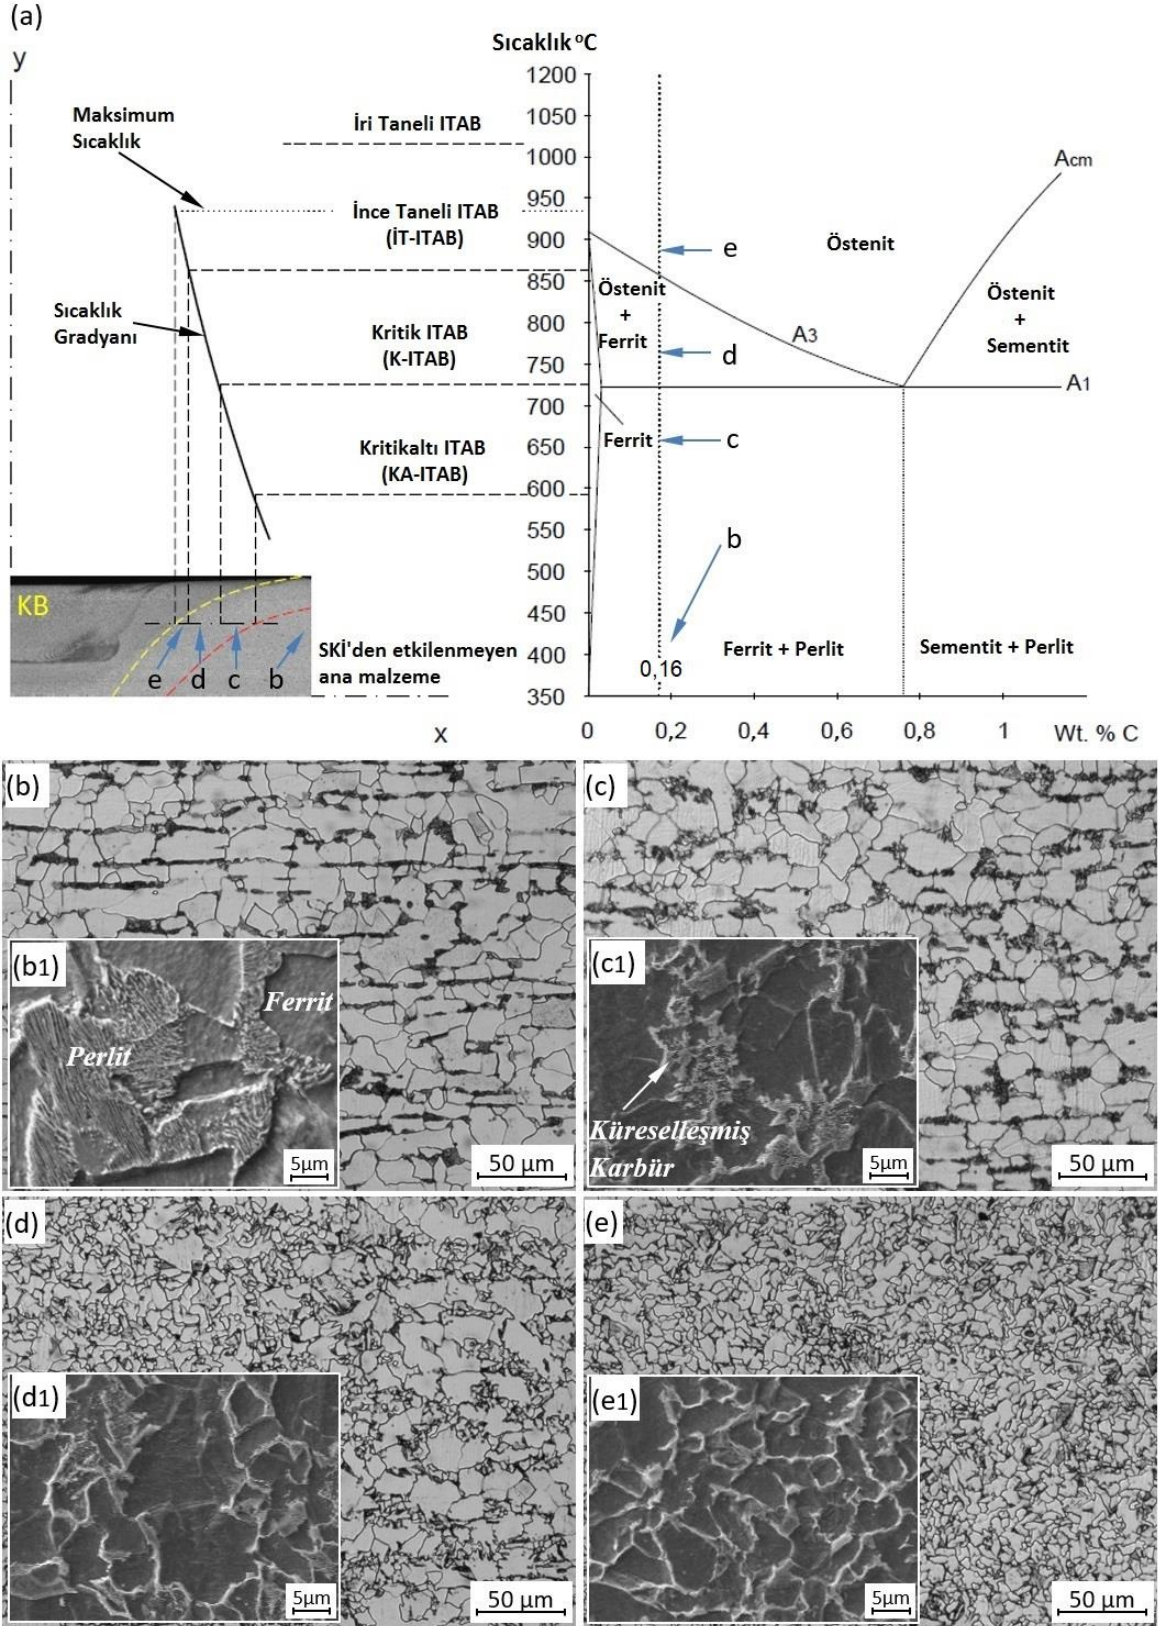 (a)
y
Sıcaklık ºC
Maksimum
Sıcaklık
İri Taneli ITAB
İnce Taneli ITAB
(İT-ITAB)
Sıcaklık
Gradyanı
Kritik ITAB
(K-ITAB)
Kritikaltı ITAB
(KA-ITAB)
KB
e d c b
SKİ'den etkilenmeyen
ana malzeme
x
1200
1150
1050
1000
950
900
850
800
750
700
650
600
550
500
450
400
350
Acm
e
Östenit
Östenit
+
Ferrit
Östenit
+
Sementit
A3
d
A1
Ferrit
c
b
Ferrit + Perlit
Sementit + Perlit
0,16
0 0,2 0,4 0,6 0,8 1 Wt. % C
(b)
(b1)
Ferrit
Perlit
5µm
50 µm
(c)
(c1)
Küreselleşmiş
Karbür
5µm
50 µm
(d)
(d1)
5µm
50 µm
(e)
(e1)
5µm
50 µm